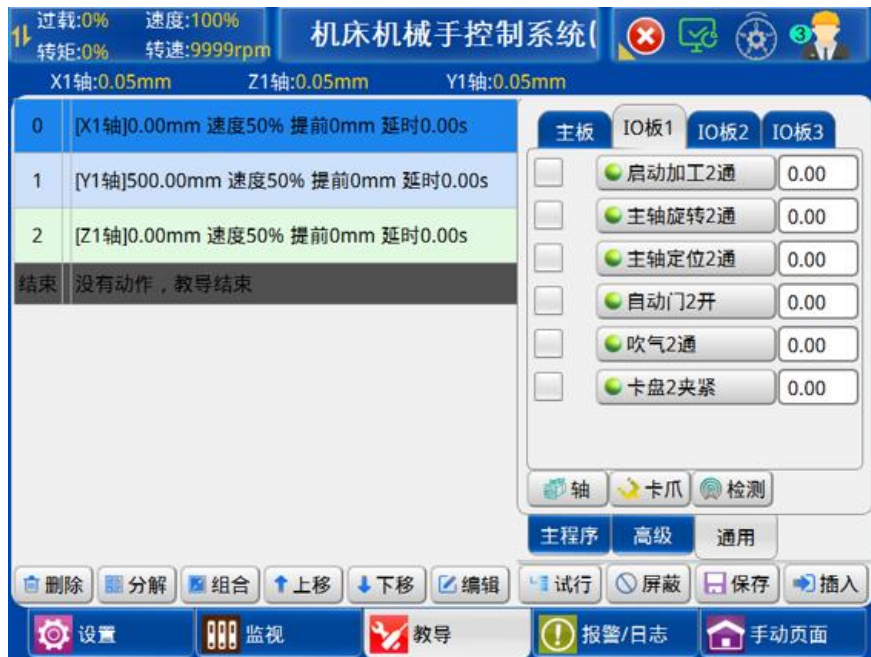 过载:0% 速度:100%
转矩:0% 转速:9999rpm
机床机械手控制系统(
3
X1轴:0.05mm Z1轴:0.05mm Y1轴:0.05mm
0 [X1轴]0.00mm 速度50% 提前0mm 延时0.00s
1 [Y1轴]500.00mm 速度50% 提前0mm 延时0.00s
2 [Z1轴]0.00mm 速度50% 提前0mm 延时0.00s
结束 没有动作，教导结束
主板 IO板1 IO板2 IO板3
启动加工2通 0.00
主轴旋转2通 0.00
主轴定位2通 0.00
自动门2开 0.00
吹气2通 0.00
卡盘2夹紧 0.00
轴 卡爪 检测
主程序 高级 通用
删除 分解 组合 上移 下移 编辑 试行 屏蔽 保存 插入
设置 监视 教导 报警/日志 手动页面